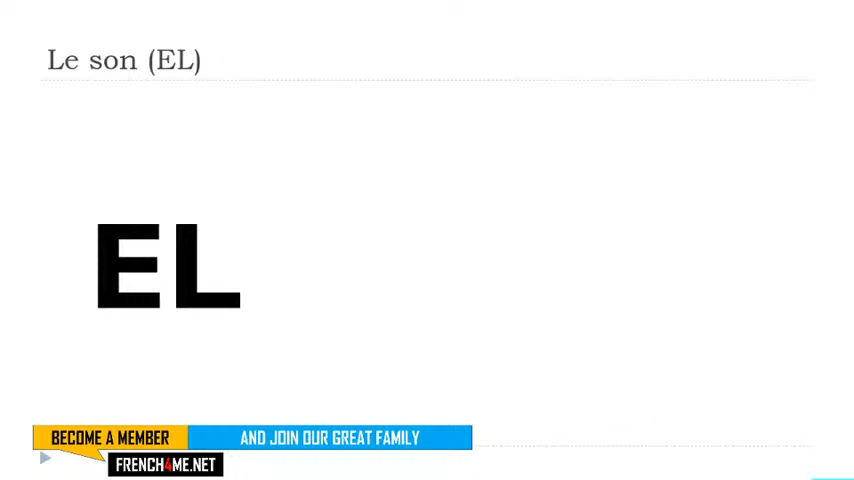 Le son (EL)
EL
BECOME A MEMBER AND JOIN OUR GREAT FAMILY
FRENCH4ME.NET